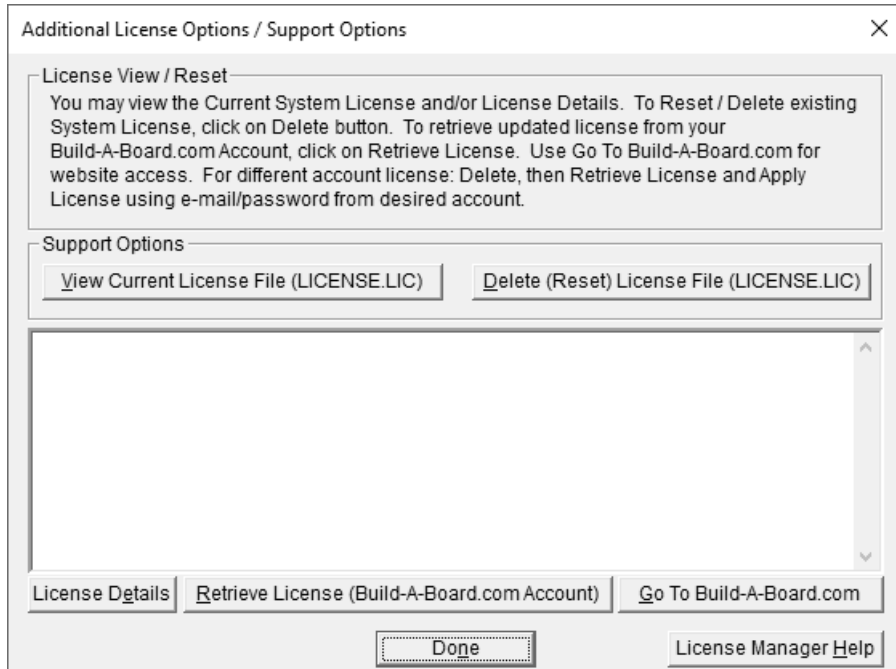 Additional License Options / Support Options
License View / Reset
You may view the Current System License and/or License Details. To Reset / Delete existing
System License, click on Delete button. To retrieve updated license from your
Build-A-Board.com Account, click on Retrieve License. Use Go To Build-A-Board.com for
website access. For different account license: Delete, then Retrieve License and Apply
License using e-mail/password from desired account.
Support Options
View Current License File (LICENSE.LIC) Delete (Reset) License File (LICENSE.LIC)
License Details Retrieve License (Build-A-Board.com Account) Go To Build-A-Board.com
Done License Manager Help